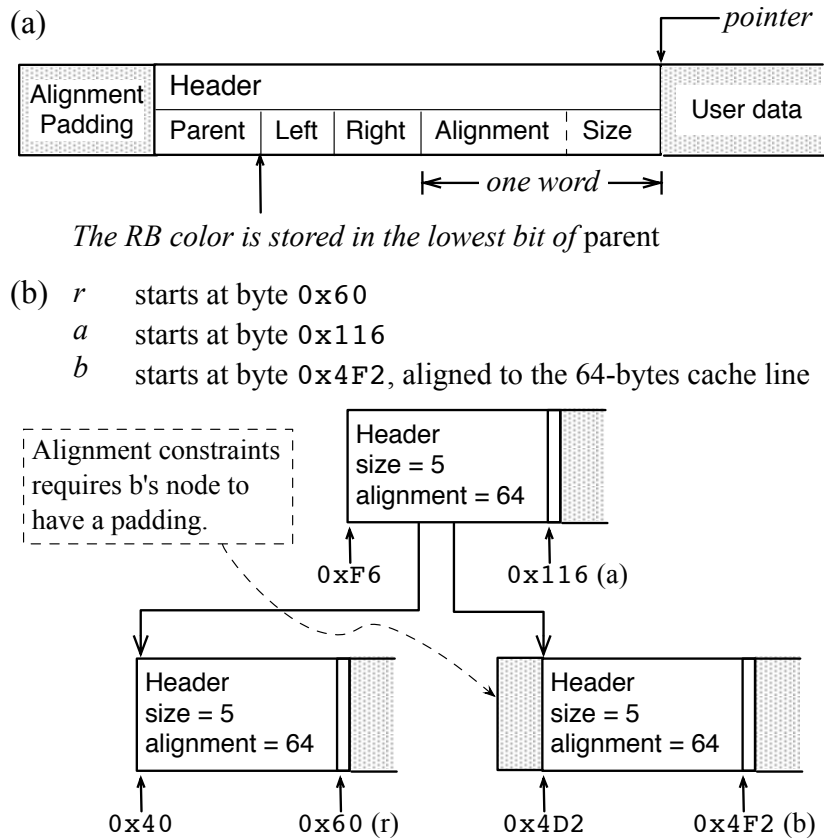 (a)
pointer
Alignment
Padding
Header
User data
Parent
Left
Right
Alignment
Size
one word
The RB color is stored in the lowest bit of parent
(b) r starts at byte 0x60
a starts at byte 0x116
b starts at byte 0x4F2, aligned to the 64-bytes cache line
Alignment constraints
requires b's node to
have a padding.
Header
size = 5
alignment = 64
0xF6
0x116 (a)
Header
size = 5
alignment = 64
Header
size = 5
alignment = 64
0x40
0x60 (r)
0x4D2
0x4F2 (b)